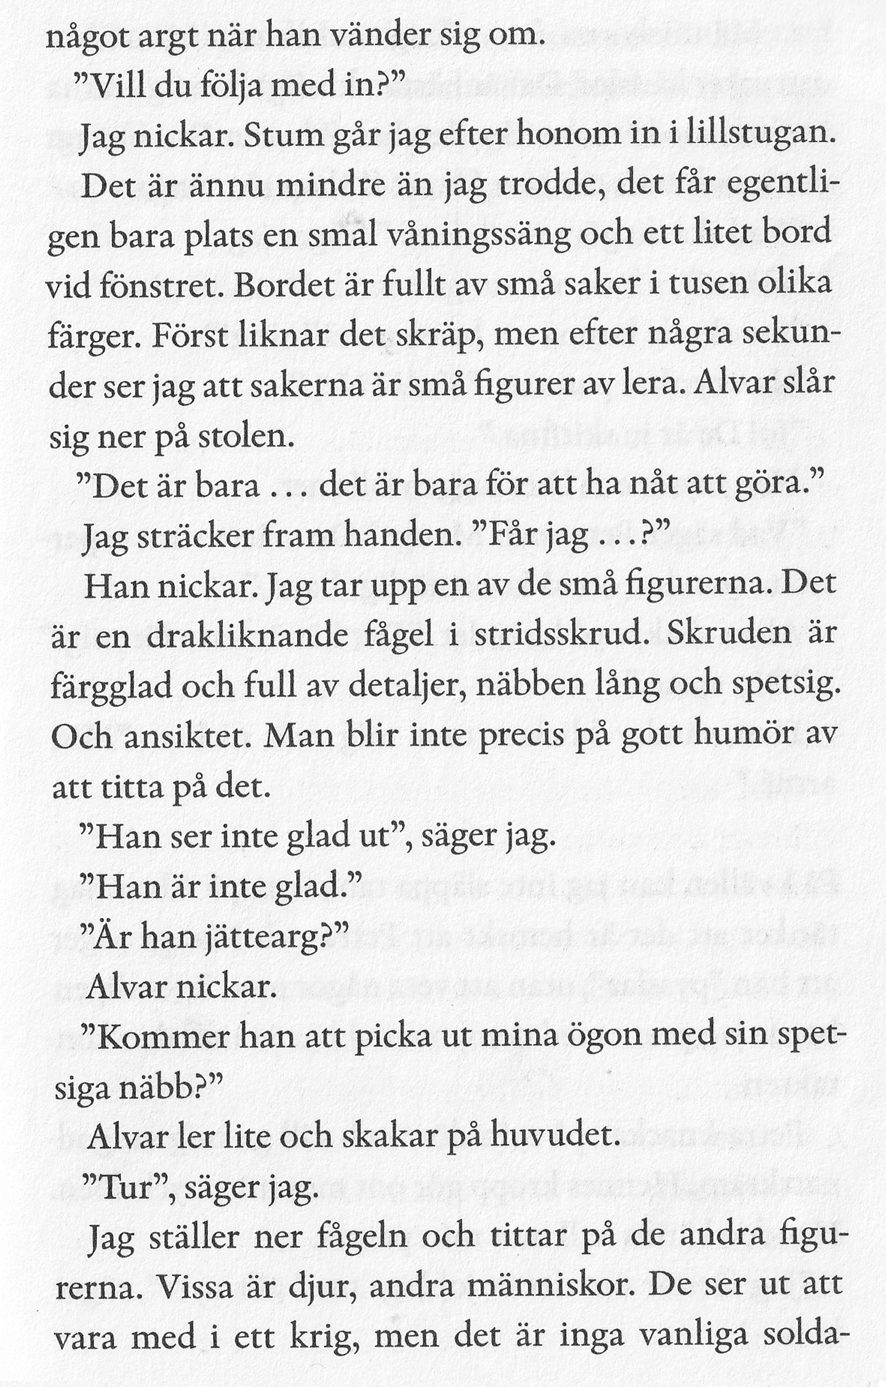 något argt när han vänder sig om.
”Vill du följa med in?”
Jag nickar. Stum går jag efter honom in i lillstugan.
Det är ännu mindre än jag trodde, det får egentli-
gen bara plats en smal våningssäng och ett litet bord
vid fönstret. Bordet är fullt av små saker i tusen olika
färger. Först liknar det skräp, men efter några sekun-
der ser jag att sakerna är små figurer av lera. Alvar slår
sig ner på stolen.
”Det är bara ... det är bara för att ha nåt att göra.”
Jag sträcker fram handen. ”Får jag ...?”
Han nickar. Jag tar upp en av de små figurerna. Det
är en drakliknande fågel i stridsskrud. Skruden är
färgglad och full av detaljer, näbben lång och spetsig.
Och ansiktet. Man blir inte precis på gott humör av
att titta på det.
”Han ser inte glad ut”, säger jag.
”Han är inte glad.”
”Är han jättearg?”
Alvar nickar.
”Kommer han att picka ut mina ögon med sin spet-
siga näbb?”
Alvar ler lite och skakar på huvudet.
”Tur”, säger jag.
Jag ställer ner fågeln och tittar på de andra figu-
rerna. Vissa är djur, andra människor. De ser ut att
vara med i ett krig, men det är inga vanliga solda-